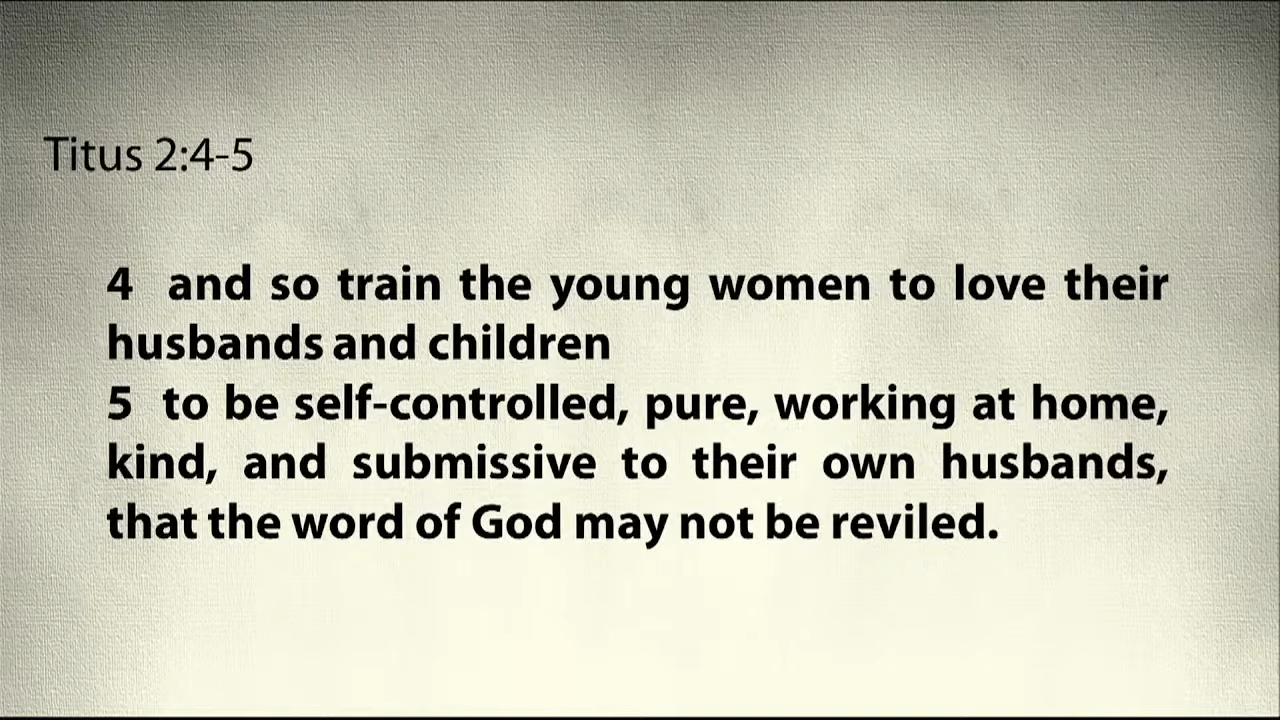 Titus 2:4-5
4 and so train the young women to love their
husbands and children
5 to be self-controlled, pure, working at home,
kind, and submissive to their own husbands,
that the word of God may not be reviled.